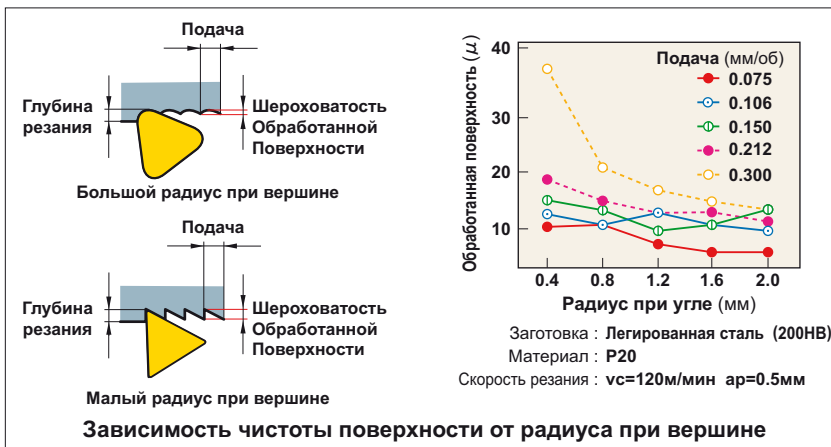 Подача
Глубина
резания
Шероховатость
Обработанной
Поверхности
Большой радиус при вершине
Подача
Глубина
резания
Шероховатость
Обработанной
Поверхности
Малый радиус при вершине
Обработанная поверхность (μ)
40
30
20
10
Подача (мм/об)
0.075
0.106
0.150
0.212
0.300
0.4 0.8 1.2 1.6 2.0
Радиус при угле (мм)
Заготовка : Легированная сталь (200HB)
Материал : P20
Скорость резания : vc=120м/мин ap=0.5мм
Зависимость чистоты поверхности от радиуса при вершине